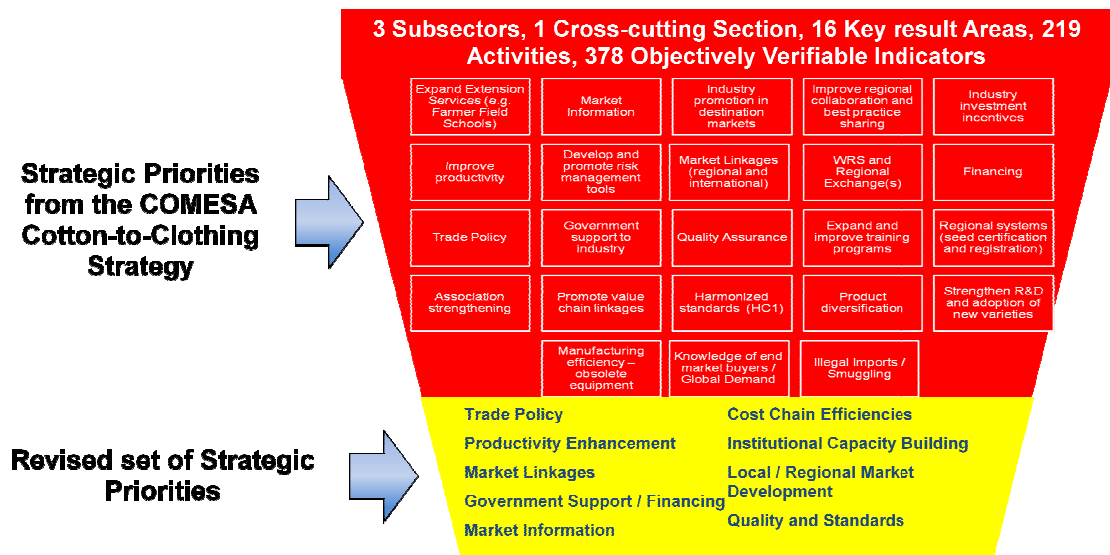 3 Subsectors, 1 Cross-cutting Section, 16 Key result Areas, 219
Activities, 378 Objectively Verifiable Indicators
Expand Extension
Services (e.g.
Farmer Field
Schools)
Market
Information
Industry
promotion in
destination
markets
Improve regional
collaboration and
best practice
sharing
Industry
investment
incentives
Improve
productivity
Develop and
promote risk
management
tools
Market Linkages
(regional and
international)
WRS and
Regional
Exchange(s)
Financing
Trade Policy
Government
support to
industry
Quality Assurance
Expand and
improve training
programs
Regional systems
(seed certification
and registration)
Association
strengthening
Promote value
chain linkages
Harmonized
standards (HC1)
Product
diversification
Strengthen R&D
and adoption of
new varieties
Manufacturing
efficiency –
obsolete
equipment
Knowledge of end
market buyers /
Global Demand
Illegal Imports /
Smuggling
Strategic Priorities
from the COMESA
Cotton-to-Clothing
Strategy
Revised set of Strategic
Priorities
Trade Policy
Productivity Enhancement
Market Linkages
Government Support / Financing
Market Information
Cost Chain Efficiencies
Institutional Capacity Building
Local / Regional Market
Development
Quality and Standards